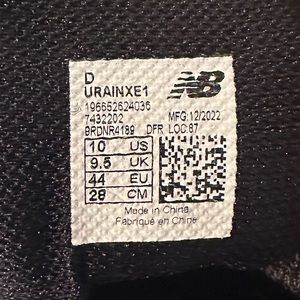 D
URAINXE1
NB
196652624036
7432202 MFG:12/2022
BRDNR4189 DFR LOC:87
10 US
9.5 UK
44 EU
28 CM
Made in China
Fabriqué en Chine